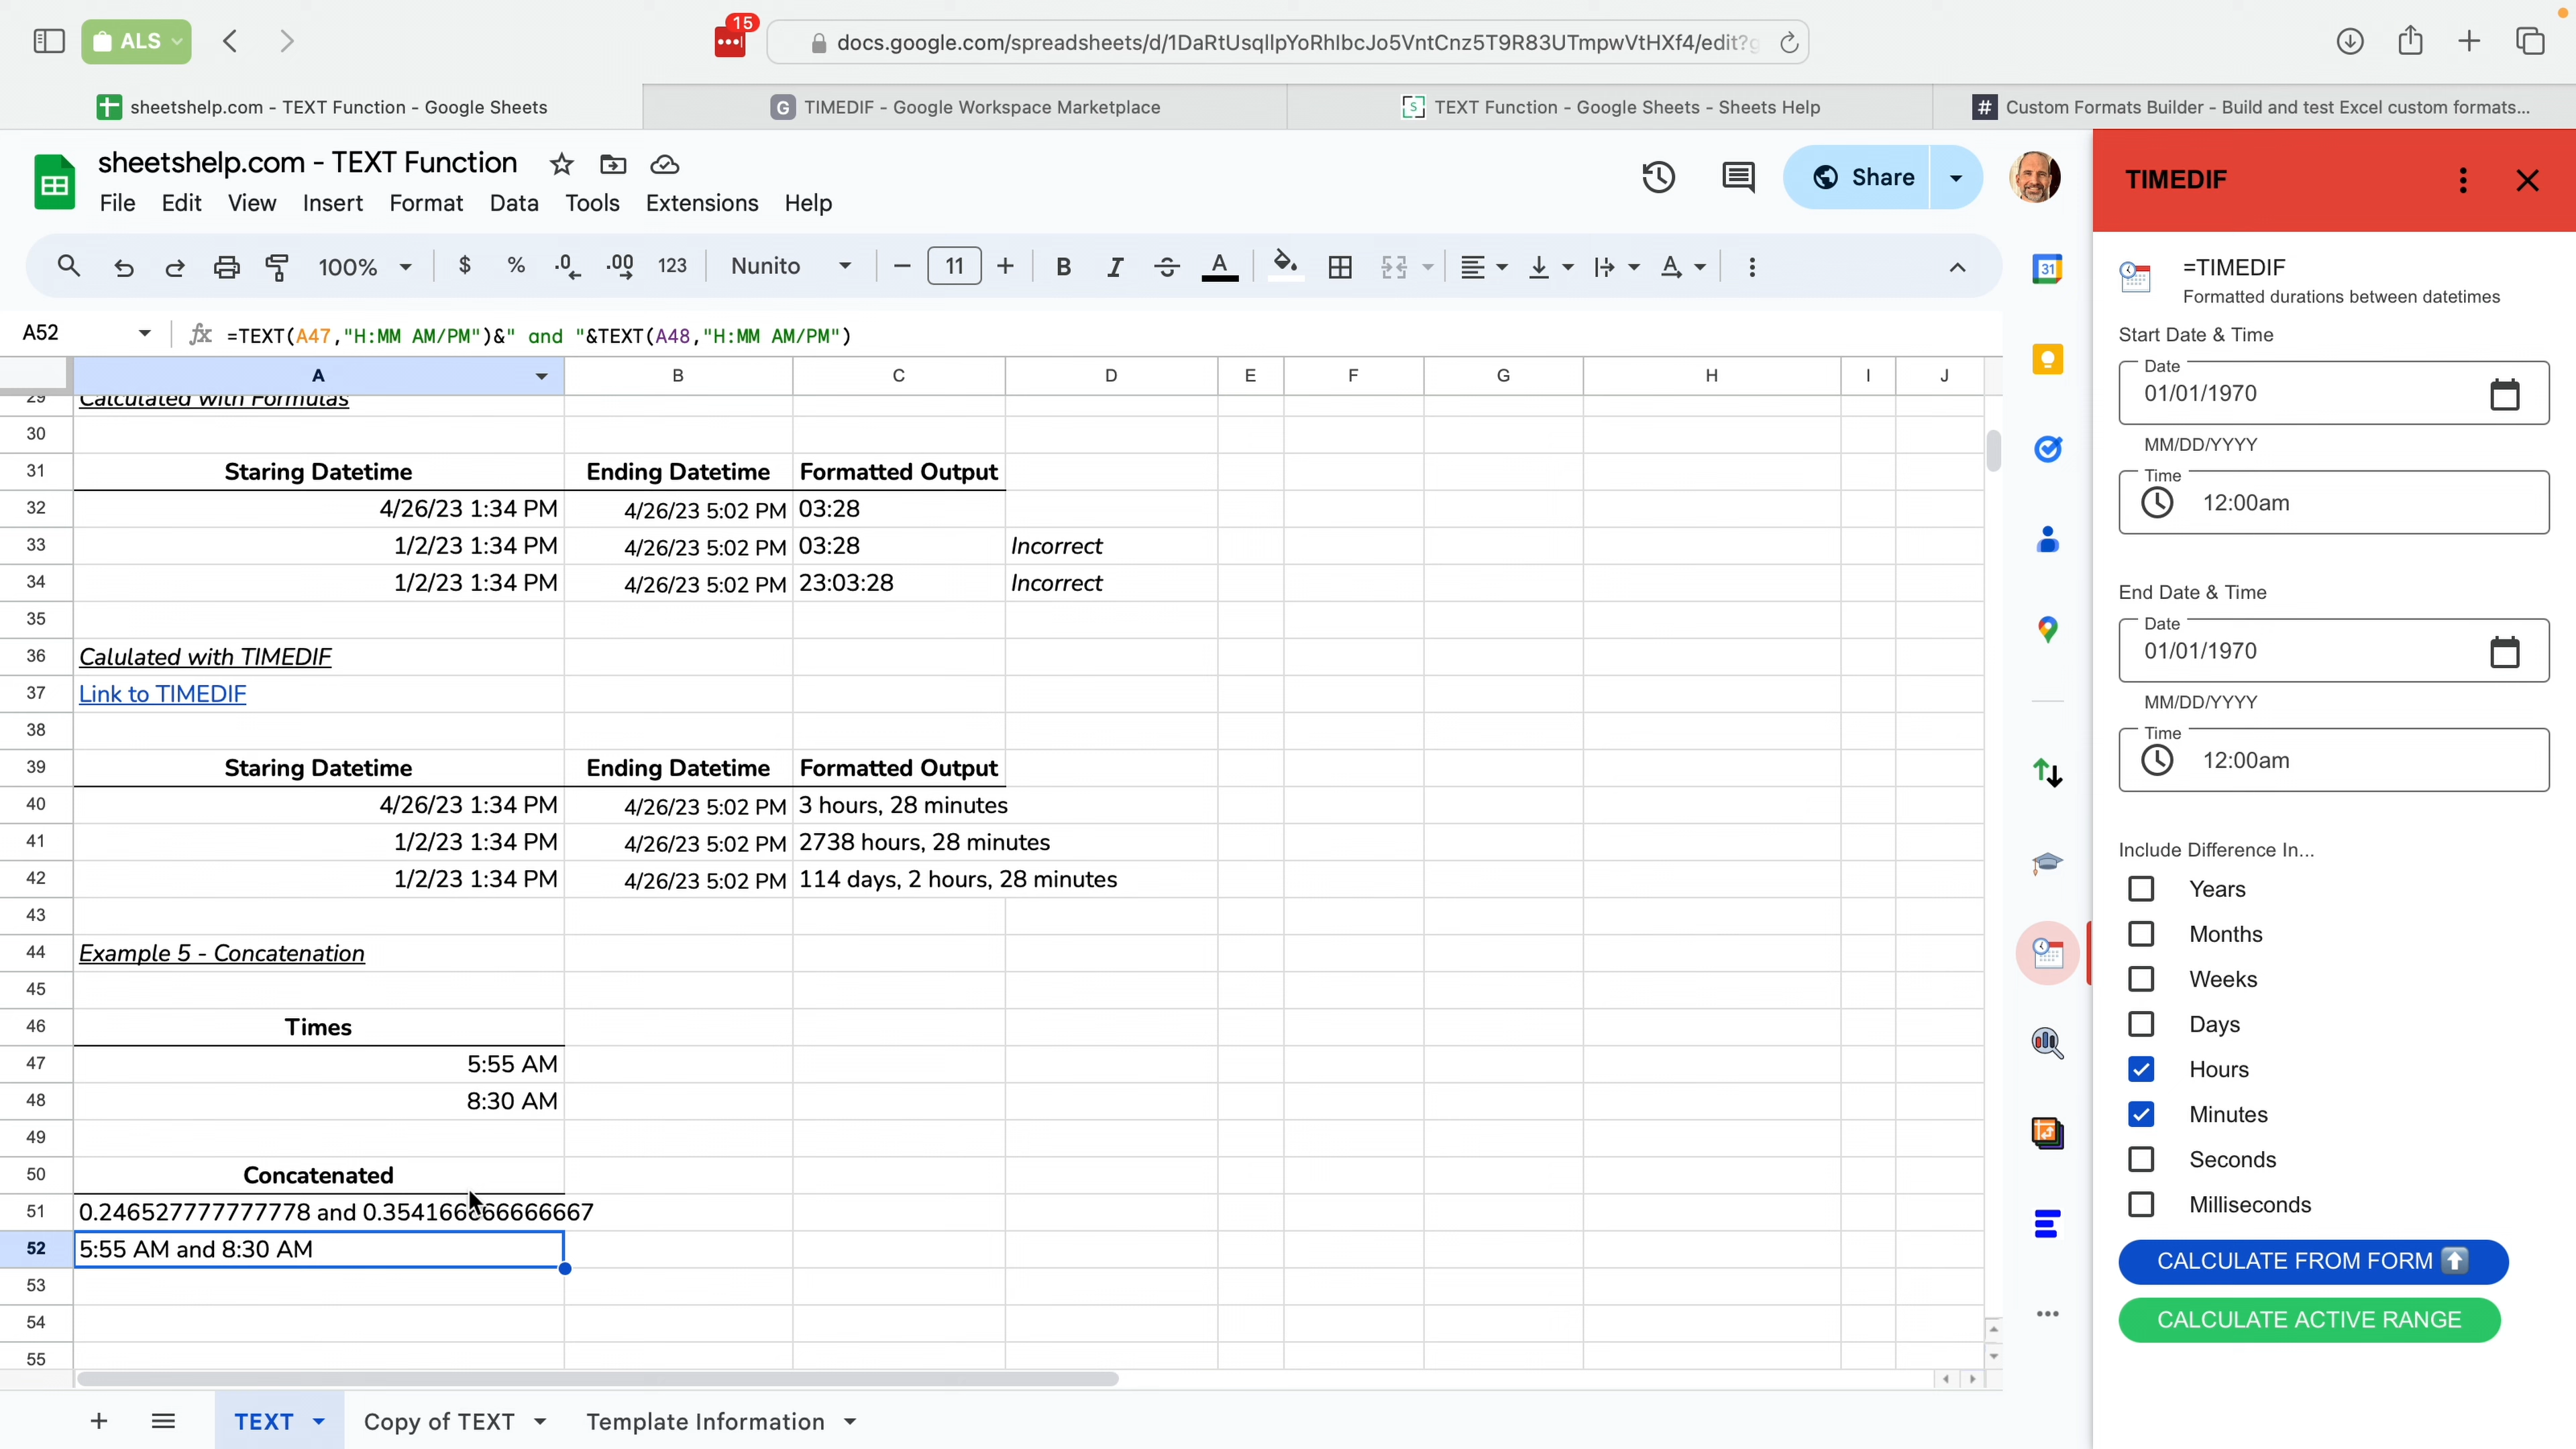 ALS
15
docs.google.com/spreadsheets/d/1DaRtUsqllpYoRhlbcJo5VntCnz5T9R83UTmpwVtHXf4/edit?g
sheetshelp.com - TEXT Function - Google Sheets
G TIMEDIF - Google Workspace Marketplace
S TEXT Function - Google Sheets - Sheets Help
# Custom Formats Builder - Build and test Excel custom formats...
sheetshelp.com - TEXT Function
File Edit View Insert Format Data Tools Extensions Help
Share
100% $ % .0 .00 123 Nunito 11 B I A
A52 fx =TEXT(A47,"H:MM AM/PM")&" and "&TEXT(A48,"H:MM AM/PM")
A B C D E F G H I J
29 Calculated with Formulas
30
31 Staring Datetime Ending Datetime Formatted Output
32 4/26/23 1:34 PM 4/26/23 5:02 PM 03:28
33 1/2/23 1:34 PM 4/26/23 5:02 PM 03:28 Incorrect
34 1/2/23 1:34 PM 4/26/23 5:02 PM 23:03:28 Incorrect
35
36 Calulated with TIMEDIF
37 Link to TIMEDIF
38
39 Staring Datetime Ending Datetime Formatted Output
40 4/26/23 1:34 PM 4/26/23 5:02 PM 3 hours, 28 minutes
41 1/2/23 1:34 PM 4/26/23 5:02 PM 2738 hours, 28 minutes
42 1/2/23 1:34 PM 4/26/23 5:02 PM 114 days, 2 hours, 28 minutes
43
44 Example 5 - Concatenation
45
46 Times
47 5:55 AM
48 8:30 AM
49
50 Concatenated
51 0.246527777777778 and 0.354166666666667
52 5:55 AM and 8:30 AM
53
54
55
TEXT Copy of TEXT Template Information
31
TIMEDIF
=TIMEDIF
Formatted durations between datetimes
Start Date & Time
Date
01/01/1970
MM/DD/YYYY
Time
12:00am
End Date & Time
Date
01/01/1970
MM/DD/YYYY
Time
12:00am
Include Difference In...
Years
Months
Weeks
Days
Hours
Minutes
Seconds
Milliseconds
CALCULATE FROM FORM
CALCULATE ACTIVE RANGE